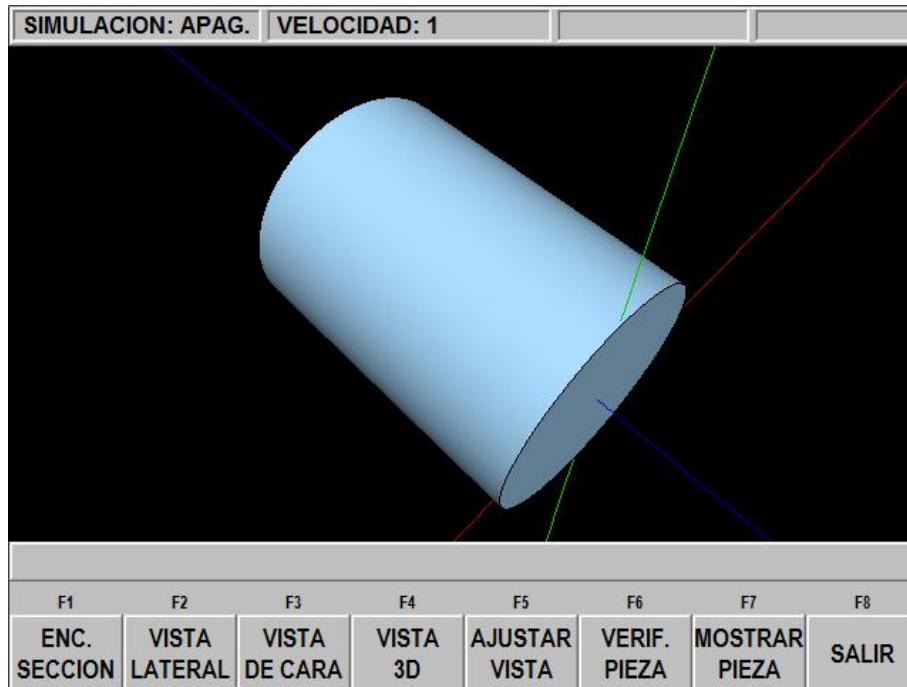 SIMULACION: APAG. VELOCIDAD: 1
F1 F2 F3 F4 F5 F6 F7 F8
ENC. VISTA VISTA VISTA AJUSTAR VERIF. MOSTRAR SALIR
SECCION LATERAL DE CARA 3D VISTA PIEZA PIEZA